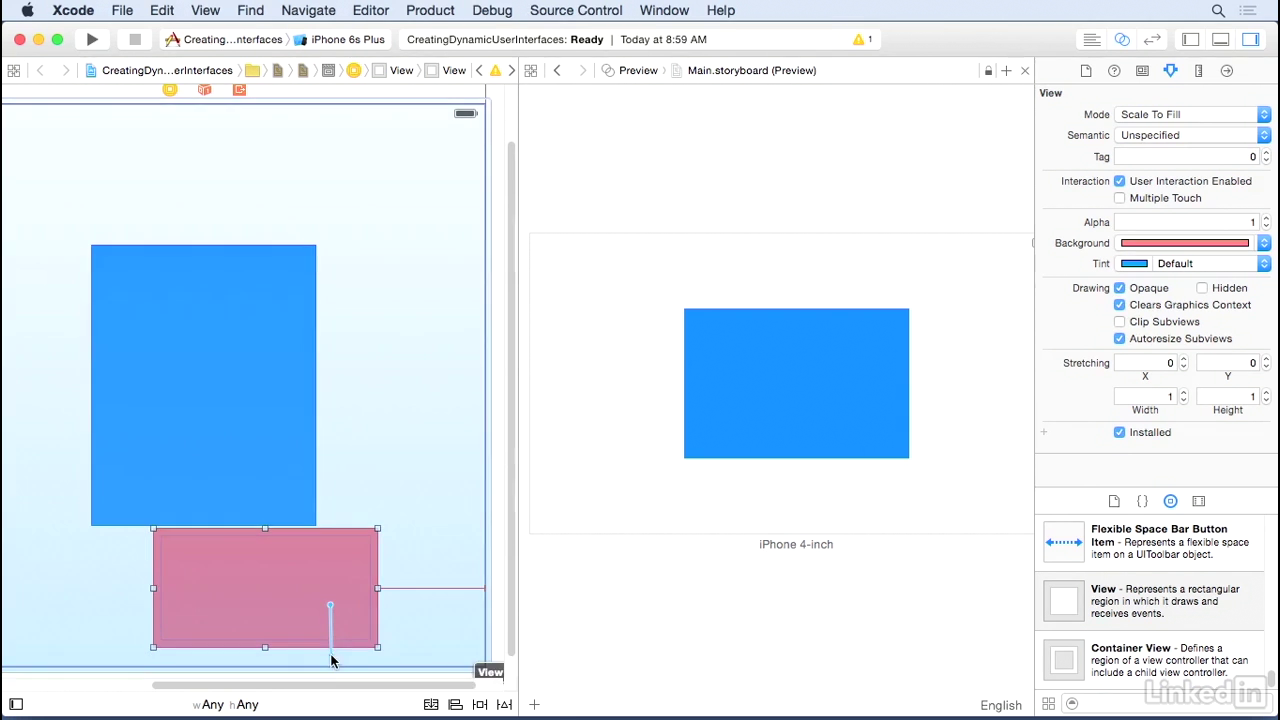 Xcode File Edit View Find Navigate Editor Product Debug Source Control Window Help
Creating...nterfaces iPhone 6s Plus CreatingDynamicUserInterfaces: Ready Today at 8:59 AM 1
CreatingDyn...erInterfaces View View Preview Main.storyboard (Preview)
View
Mode Scale To Fill
Semantic Unspecified
Tag 0
Interaction User Interaction Enabled
Multiple Touch
Alpha 1
Background
Tint Default
Drawing Opaque Hidden
Clears Graphics Context
Clip Subviews
Autoresize Subviews
Stretching 0 0
X Y
1 1
Width Height
Installed
iPhone 4-inch
Flexible Space Bar Button
Item - Represents a flexible
space item on a UIToolbar object.
View - Represents a rectangular
region in which it draws and
receives events.
Container View - Defines a
region of a view controller that can
include a child view controller.
View
wAny hAny
English
LinkedIn